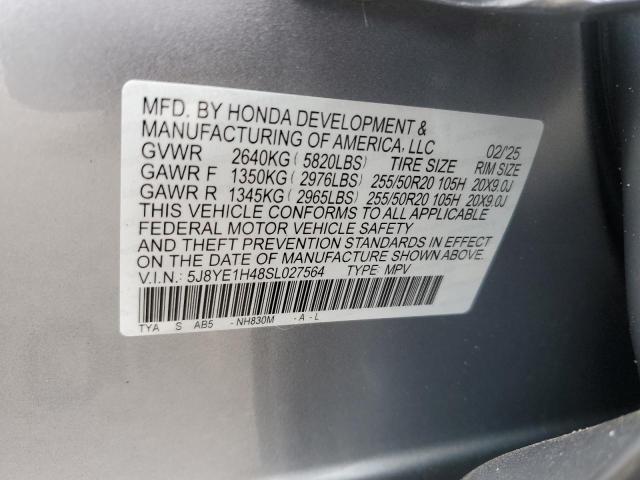 MFD. BY HONDA DEVELOPMENT &
MANUFACTURING OF AMERICA, LLC 02/'25
GVWR 2640KG ( 5820LBS) TIRE SIZE RIM SIZE
GAWR F 1350KG ( 2976LBS) 255/50R20 105H 20X9.0J
GAWR R 1345KG ( 2965LBS) 255/50R20 105H 20X9.0J
THIS VEHICLE CONFORMS TO ALL APPLICABLE
FEDERAL MOTOR VEHICLE SAFETY
AND THEFT PREVENTION STANDARDS IN EFFECT
ON THE DATE OF MANUFACTURE SHOWN ABOVE.
V.I.N.: 5J8YE1H48SL027564 TYPE: MPV
TYA S AB5 -NH830M -A-L